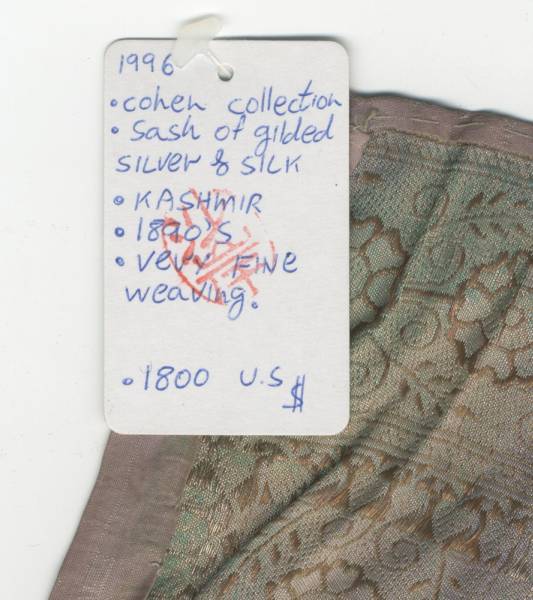 1996
• cohen collection
• sash of gilded
SILVER & SILK
• KASHMIR
• 1890'S
• very FINE
weaving.
• 1800 U.S $